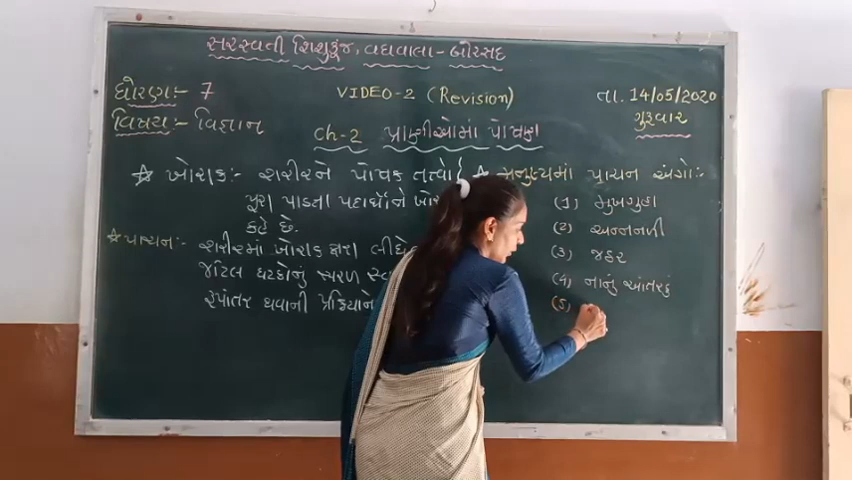 સરસ્વતી શિશુકુંજ, વઘવાલા - બોરસદ
ધોરણ:- 7
VIDEO-2 (Revision)
તા. 14/05/2020
વિષય:- વિજ્ઞાન
ગુરૂવાર
Ch-2 પ્રાણીઓમાં પોષણ
☆ ખોરાક:- શરીરને પોષક તત્વો
પૂરા પાડતા પદાર્થોને
કહે છે.
☆ પાચન:- શરીરમાં ખોરાક દ્વારા
જટિલ ઘટકોનું સરળ
રૂપાંતર થવાની પ્રક્રિયાને
☆ મનુષ્યમાં પાચન અંગો:-
(1) મુખગુહા
(2) અન્નનળી
(3) જઠર
(4) નાનું આંતરડું
(5)